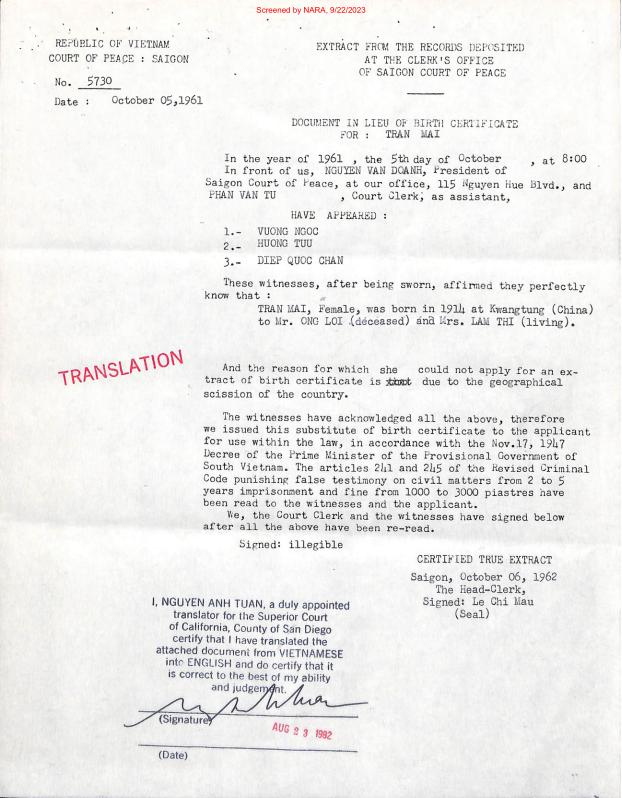 Screened by NARA, 9/22/2023
REPUBLIC OF VIETNAM
COURT OF PEACE : SAIGON
No. 5730
Date : October 05,1961
EXTRACT FROM THE RECORDS DEPOSITED
AT THE CLERK'S OFFICE
OF SAIGON COURT OF PEACE
DOCUMENT IN LIEU OF BIRTH CERTIFICATE
FOR : TRAN MAI
In the year of 1961 , the 5th day of October , at 8:00
In front of us, NGUYEN VAN DOANH, President of
Saigon Court of Peace, at our office, 115 Nguyen Hue Blvd., and
PHAN VAN TU , Court Clerk, as assistant,
HAVE APPEARED :
1.- VUONG NGOC
2.- HUONG TUU
3.- DIEP QUOC CHAN
These witnesses, after being sworn, affirmed they perfectly
know that :
TRAN MAI, Female, was born in 1914 at Kwangtung (China)
to Mr. ONG LOI (deceased) and Mrs. LAM THI (living).
TRANSLATION
And the reason for which she could not apply for an ex-
tract of birth certificate is due to the geographical
scission of the country.
The witnesses have acknowledged all the above, therefore
we issued this substitute of birth certificate to the applicant
for use within the law, in accordance with the Nov.17, 1947
Decree of the Prime Minister of the Provisional Government of
South Vietnam. The articles 241 and 245 of the Revised Criminal
Code punishing false testimony on civil matters from 2 to 5
years imprisonment and fine from 1000 to 3000 piastres have
been read to the witnesses and the applicant.
We, the Court Clerk and the witnesses have signed below
after all the above have been re-read.
Signed: illegible
CERTIFIED TRUE EXTRACT
Saigon, October 06, 1962
The Head-Clerk,
Signed: Le Chi Mau
(Seal)
I, NGUYEN ANH TUAN, a duly appointed
translator for the Superior Court
of California, County of San Diego
certify that I have translated the
attached document from VIETNAMESE
into ENGLISH and do certify that it
is correct to the best of my ability
and judgement.
(Signature)
AUG 23 1982
(Date)